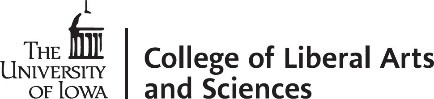 THE
UNIVERSITY
OF IOWA
College of Liberal Arts
and Sciences